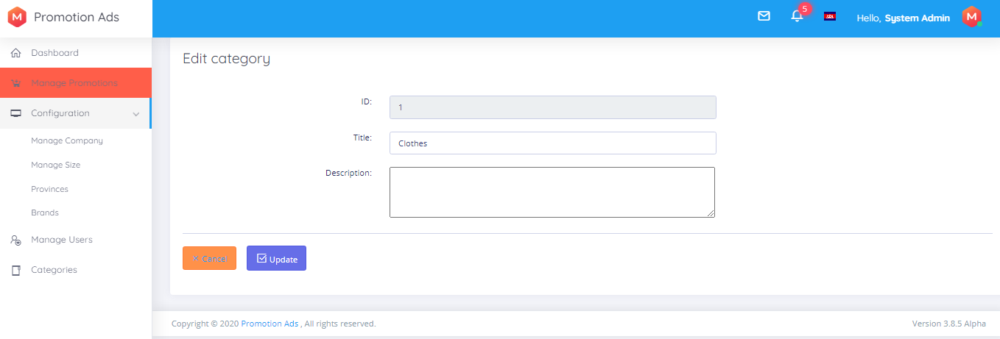 M Promotion Ads
5
Hello, System Admin
M
Dashboard
Manage Promotions
Configuration
Manage Company
Manage Size
Provinces
Brands
Manage Users
Categories
Edit category
ID: 1
Title: Clothes
Description:
× Cancel
Update
Copyright © 2020 Promotion Ads , All rights reserved.
Version 3.8.5 Alpha